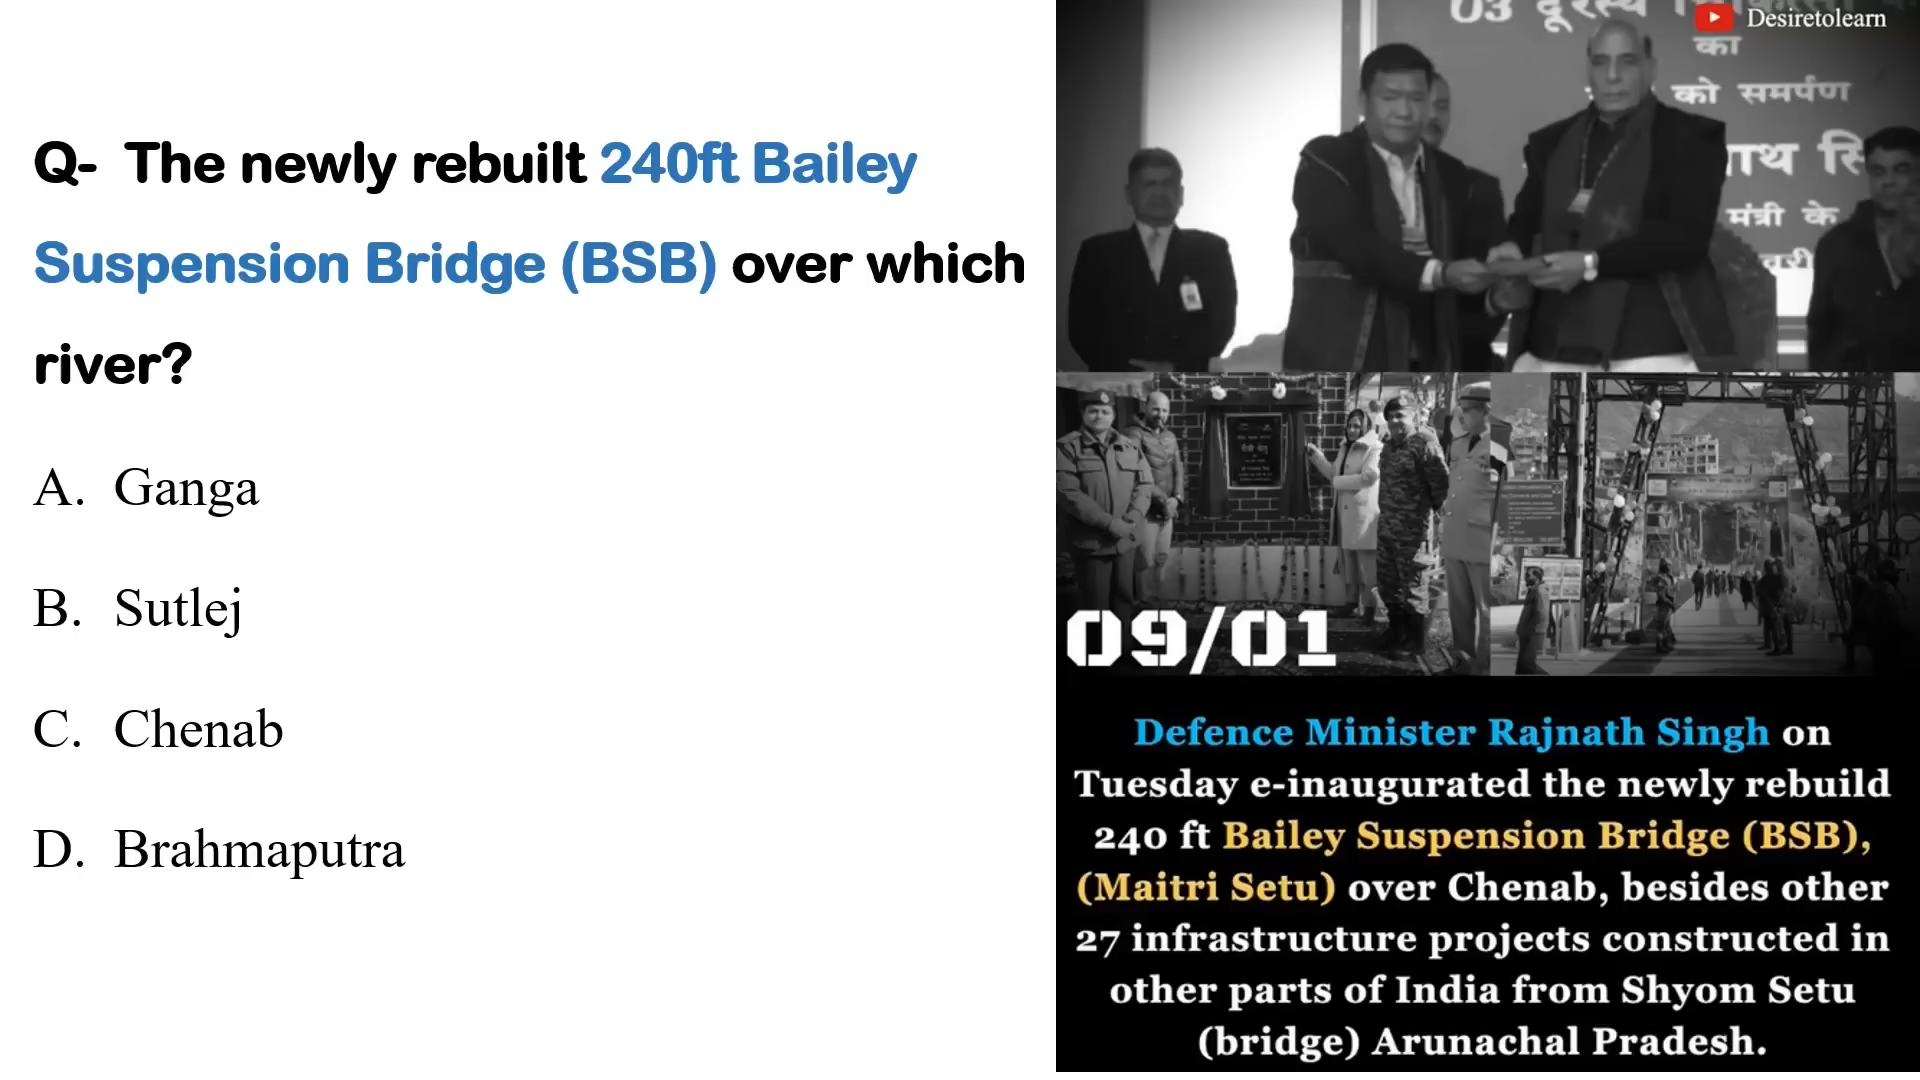 Q- The newly rebuilt 240ft Bailey
Suspension Bridge (BSB) over which
river?
A. Ganga
B. Sutlej
C. Chenab
D. Brahmaputra
Desiretolearn
03
का
को समर्पण
मंत्री के
09/01
Defence Minister Rajnath Singh on
Tuesday e-inaugurated the newly rebuild
240 ft Bailey Suspension Bridge (BSB),
(Maitri Setu) over Chenab, besides other
27 infrastructure projects constructed in
other parts of India from Shyom Setu
(bridge) Arunachal Pradesh.